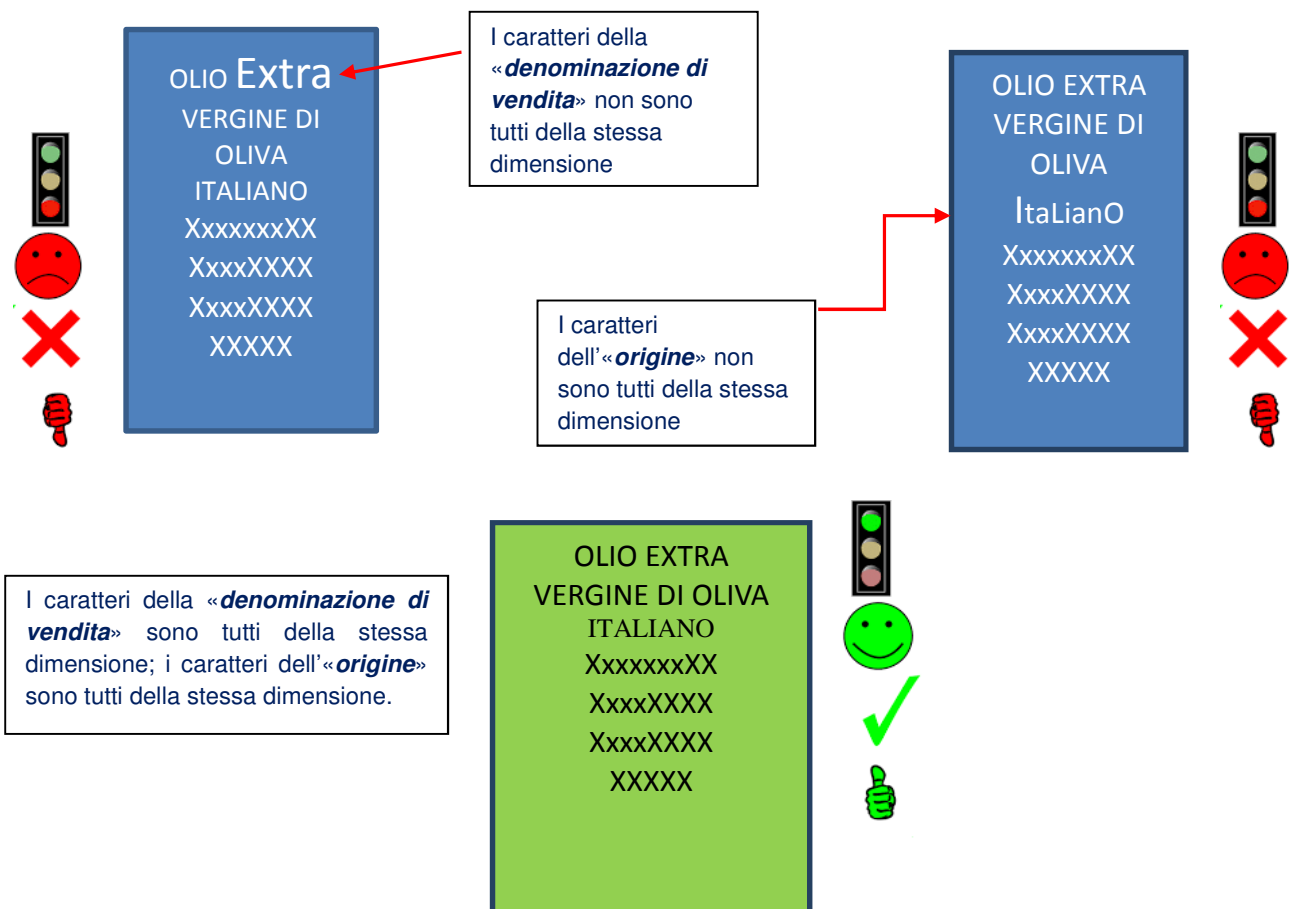 OLIO Extra
VERGINE DI
OLIVA
ITALIANO
XxxxxxxXX
XxxxXXXX
XxxxXXXX
XXXXX
I caratteri della
«denominazione di
vendita» non sono
tutti della stessa
dimensione
OLIO EXTRA
VERGINE DI
OLIVA
ItaLianO
XxxxxxxXX
XxxxXXXX
XxxxXXXX
XXXXX
I caratteri
dell'«origine» non
sono tutti della stessa
dimensione
I caratteri della «denominazione di
vendita» sono tutti della stessa
dimensione; i caratteri dell'«origine»
sono tutti della stessa dimensione.
OLIO EXTRA
VERGINE DI OLIVA
ITALIANO
XxxxxxxXX
XxxxXXXX
XxxxXXXX
XXXXX